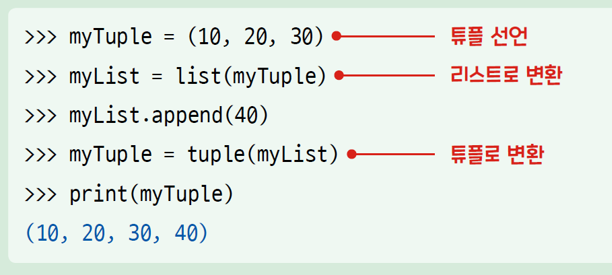 >>> myTuple = (10, 20, 30) 튜플 선언
>>> myList = list(myTuple) 리스트로 변환
>>> myList.append(40)
>>> myTuple = tuple(myList) 튜플로 변환
>>> print(myTuple)
(10, 20, 30, 40)